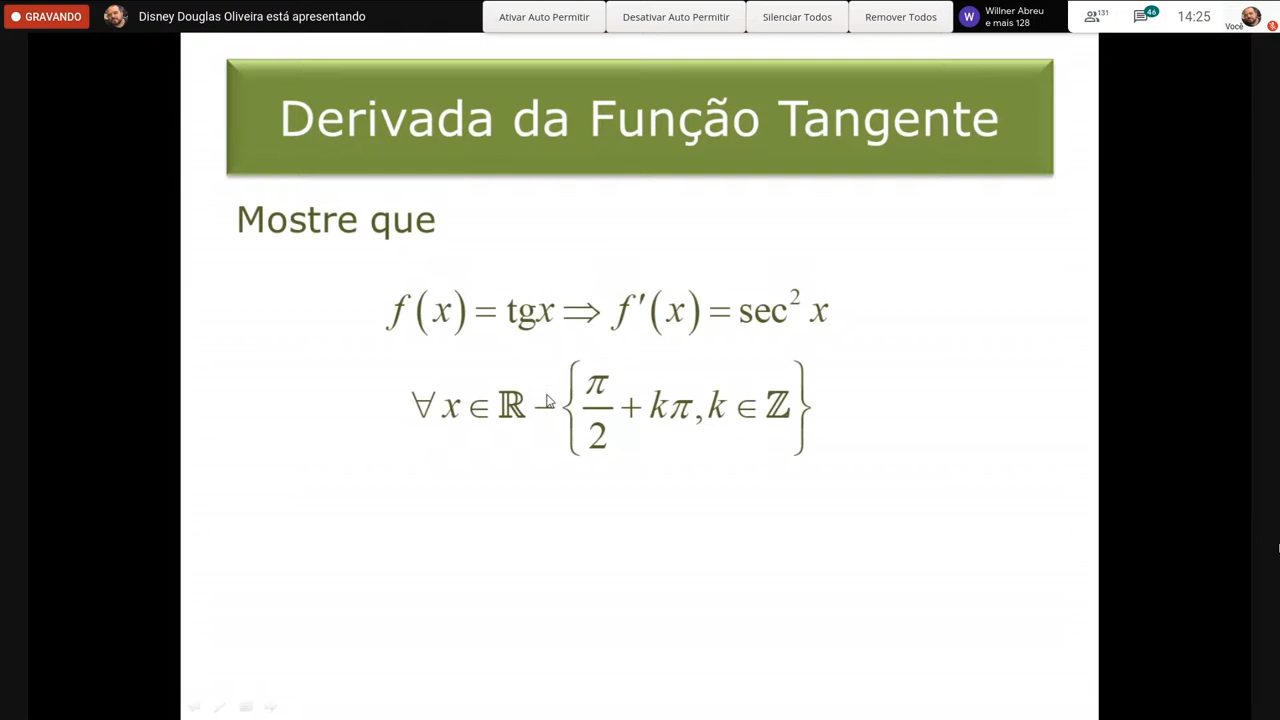 GRAVANDO
Disney Douglas Oliveira está apresentando
Ativar Auto Permitir
Desativar Auto Permitir
Silenciar Todos
Remover Todos
W
Willner Abreu
e mais 128
131
46
14:25
Você
Derivada da Função Tangente
Mostre que
f(x) = tgx ⇒ f′(x) = sec² x
∀ x ∈ ℝ − {π/2 + kπ, k ∈ ℤ}